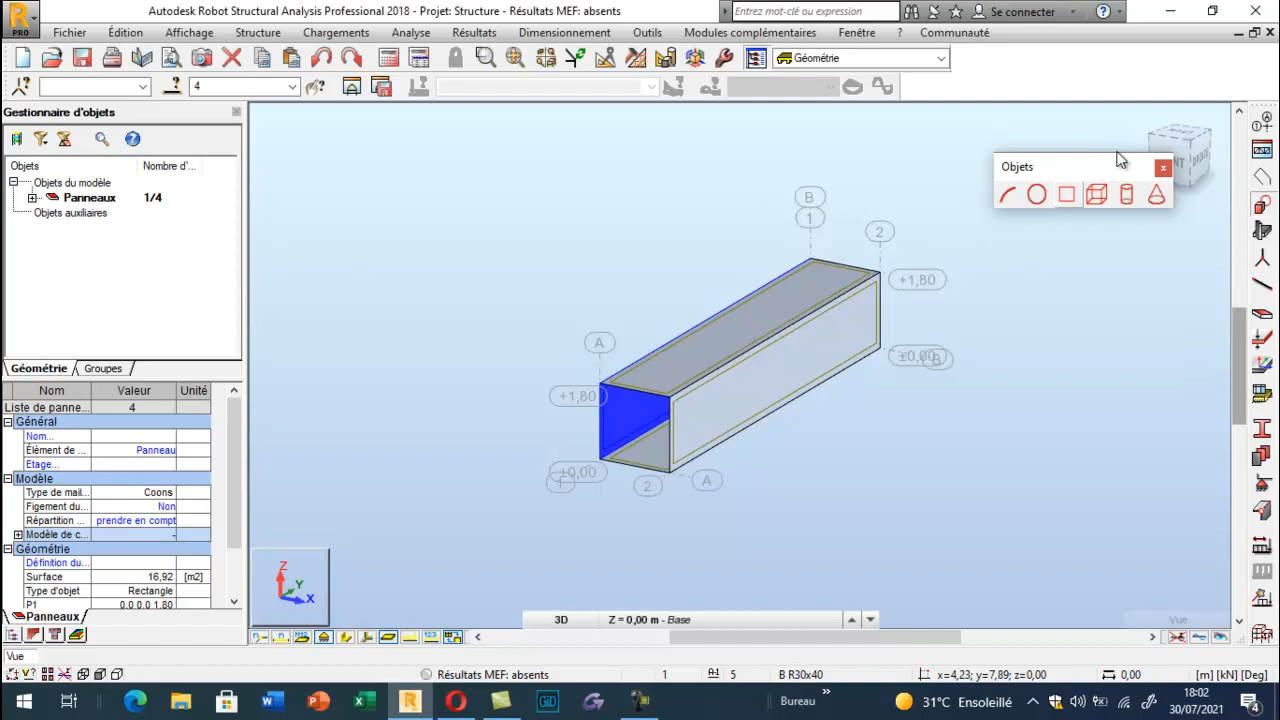 Autodesk Robot Structural Analysis Professional 2018 - Projet: Structure - Résultats MEF: absents
Entrez mot-clé ou expression
Se connecter
PRO
Fichier Édition Affichage Structure Chargements Analyse Résultats Dimensionnement Outils Modules complémentaires Fenêtre ? Communauté
Géométrie
4
Gestionnaire d'objets
Objets Nombre d'...
Objets du modèle
Panneaux 1/4
Objets auxiliaires
Géométrie Groupes
Nom Valeur Unité
Liste de panne... 4
Général
Nom...
Élément de ... Panneau
Etage...
Modèle
Type de mail... Coons
Figement du... Non
Répartition ... prendre en compt
Modèle de c... -
Géométrie
Définition du...
Surface 16,92 [m2]
Type d'objet Rectangle
P1 0,0 0,0 1,80
Panneaux
Objets
B
1
2
+1,80
±0,00
B
A
+1,80
±0,00
1
2
A
Z
Y
X
3D Z = 0,00 m - Base
Vue
Vue
Résultats MEF: absents 1 5 B R30x40 x=4,23; y=7,89; z=0,00 0,00 [m] [kN] [Deg]
Bureau
31°C Ensoleillé
18:02
30/07/2021
4